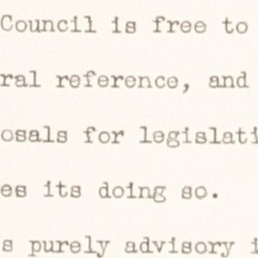 Council is free to
ral reference, and
osals for legislati
es its doing so.
s purely advisory i